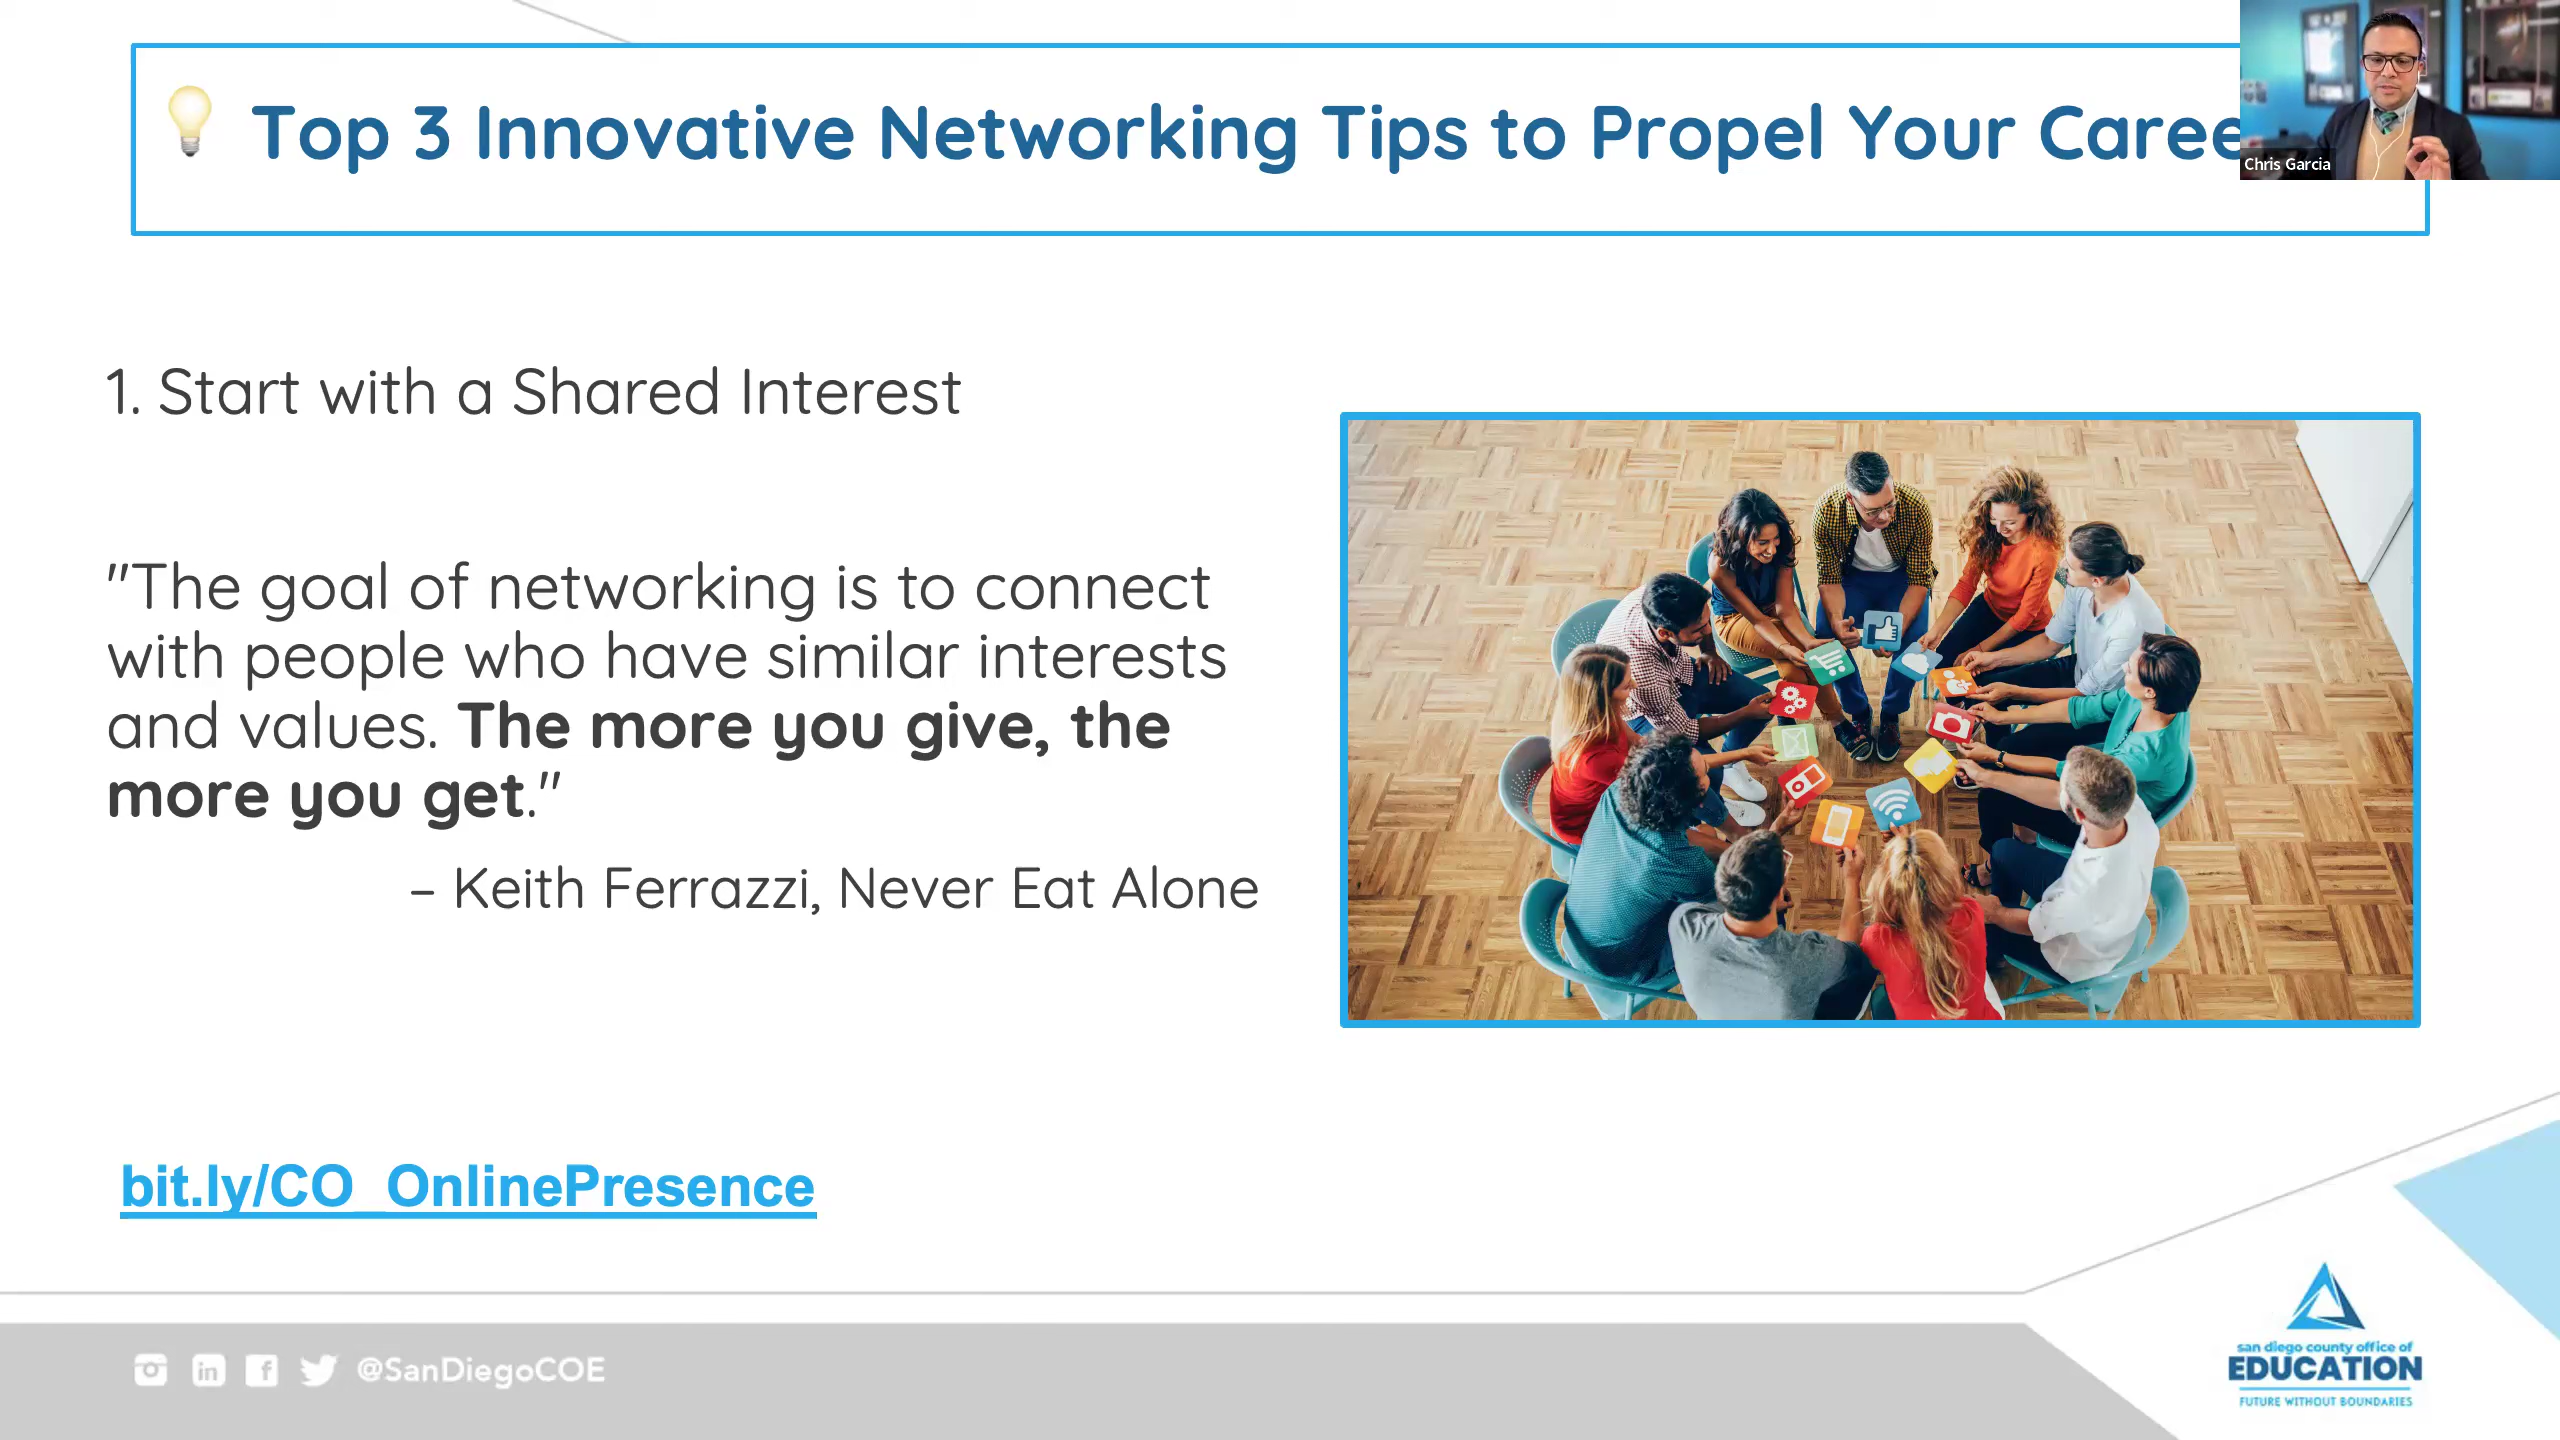 Top 3 Innovative Networking Tips to Propel Your Caree
Chris Garcia
1. Start with a Shared Interest
"The goal of networking is to connect
with people who have similar interests
and values. The more you give, the
more you get."
– Keith Ferrazzi, Never Eat Alone
bit.ly/CO_OnlinePresence
@SanDiegoCOE
san diego county office of
EDUCATION
FUTURE WITHOUT BOUNDARIES